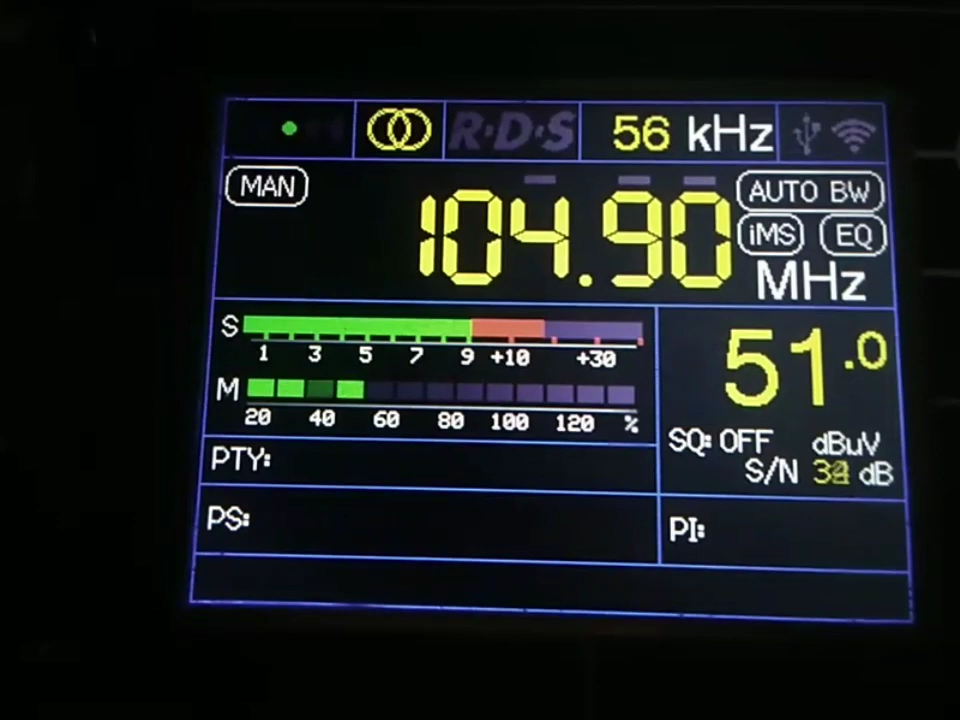 R·D·S 56 kHz
MAN 104.90 AUTO BW
iMS EQ
MHz
S
1 3 5 7 9 +10 +30
51.0
M
20 40 60 80 100 120 %
SQ: OFF dBuV
S/N dB
PTY:
PS:
PI: